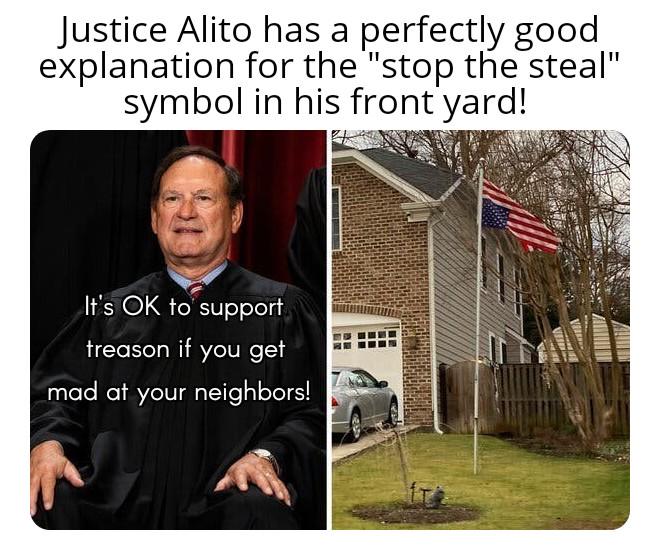 Justice Alito has a perfectly good
explanation for the "stop the steal"
symbol in his front yard!
It's OK to support
treason if you get
mad at your neighbors!